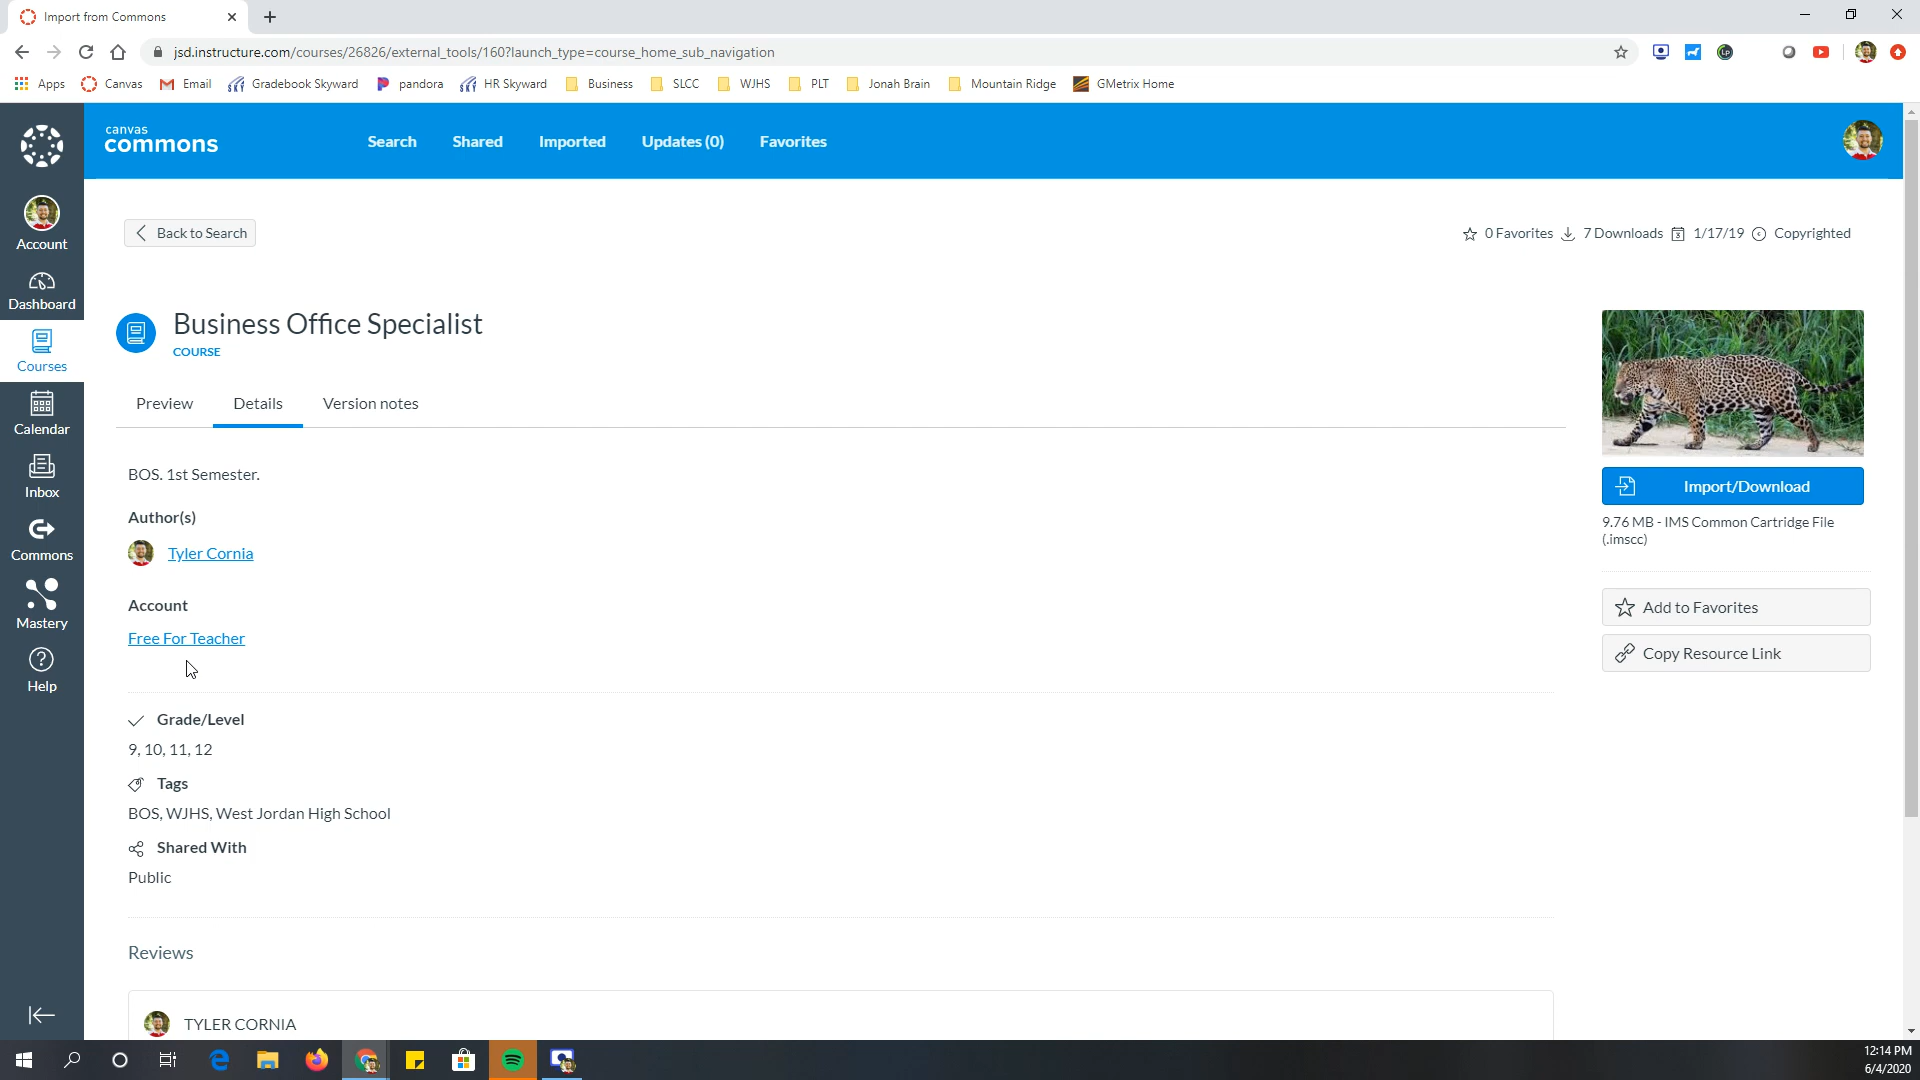 Import from Commons
jsd.instructure.com/courses/26826/external_tools/160?launch_type=course_home_sub_navigation
Apps Canvas Email Gradebook Skyward pandora HR Skyward Business SLCC WJHS PLT Jonah Brain Mountain Ridge GMetrix Home
canvas
commons
Search Shared Imported Updates (0) Favorites
Account
Dashboard
Courses
Calendar
Inbox
Commons
Mastery
Help
Back to Search
0 Favorites 7 Downloads 1/17/19 Copyrighted
Business Office Specialist
COURSE
Preview Details Version notes
BOS. 1st Semester.
Author(s)
Tyler Cornia
Account
Free For Teacher
Grade/Level
9, 10, 11, 12
Tags
BOS, WJHS, West Jordan High School
Shared With
Public
Reviews
TYLER CORNIA
Import/Download
9.76 MB - IMS Common Cartridge File
(.imscc)
Add to Favorites
Copy Resource Link
12:14 PM
6/4/2020